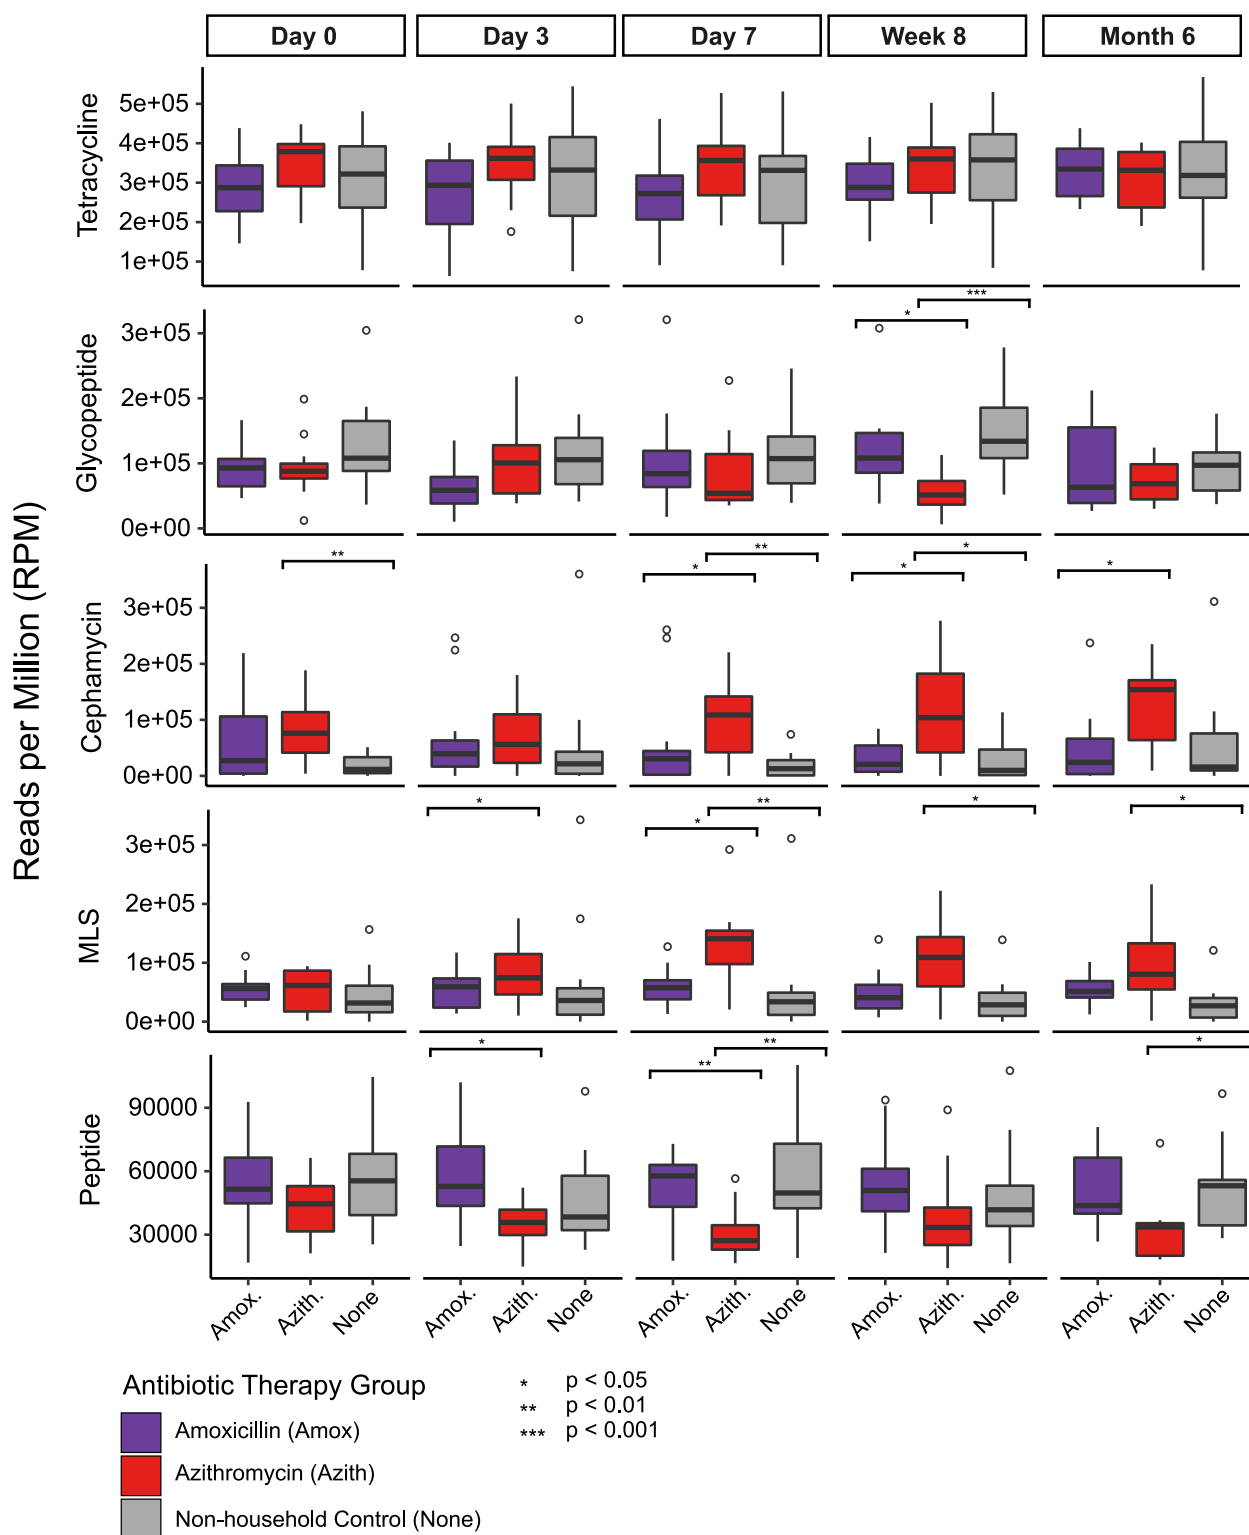 Day 0 Day 3 Day 7 Week 8 Month 6
Reads per Million (RPM)
Tetracycline
5e+05
4e+05
3e+05
2e+05
1e+05
***
*
Glycopeptide
3e+05
2e+05
1e+05
0e+00
** * ** * * *
Cephamycin
3e+05
2e+05
1e+05
0e+00
* * ** * *
MLS
3e+05
2e+05
1e+05
0e+00
* ** ** *
Peptide
90000
60000
30000
Amox. Azith. None Amox. Azith. None Amox. Azith. None Amox. Azith. None Amox. Azith. None
Antibiotic Therapy Group
Amoxicillin (Amox)
Azithromycin (Azith)
Non-household Control (None)
* p < 0.05
** p < 0.01
*** p < 0.001